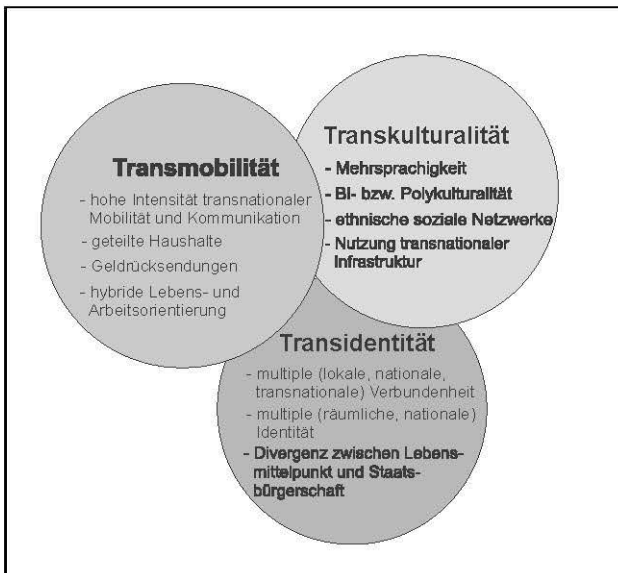 Transmobilität
- hohe Intensität transnationaler
Mobilität und Kommunikation
- geteilte Haushalte
- Geldrücksendungen
- hybride Lebens- und
Arbeitsorientierung
Transkulturalität
- Mehrsprachigkeit
- Bi- bzw. Polykulturalität
- ethnische soziale Netzwerke
- Nutzung transnationaler
Infrastruktur
Transidentität
- multiple (lokale, nationale,
transnationale) Verbundenheit
- multiple (räumliche, nationale)
Identität
- Divergenz zwischen Lebens-
mittelpunkt und Staats-
bürgerschaft